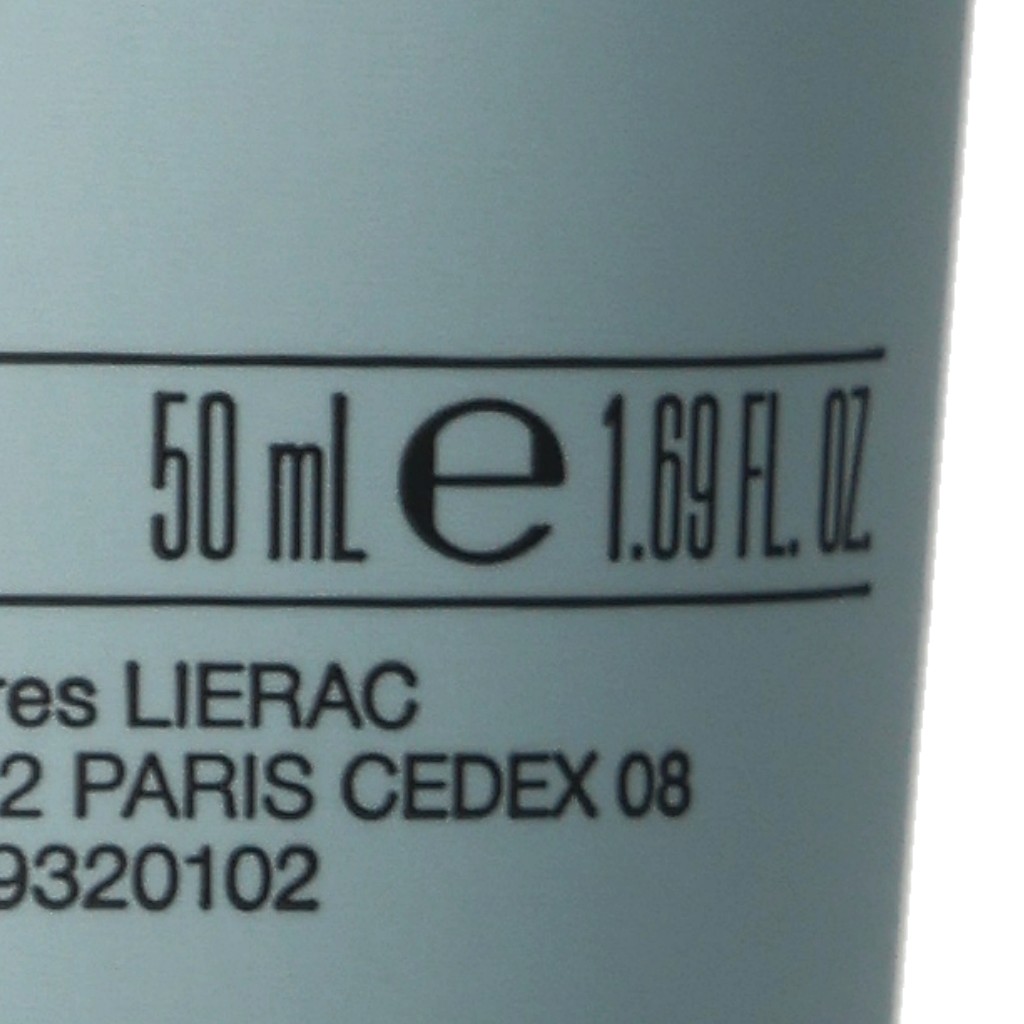 50 mL e 1.69 FL. OZ.
res LIERAC
2 PARIS CEDEX 08
9320102